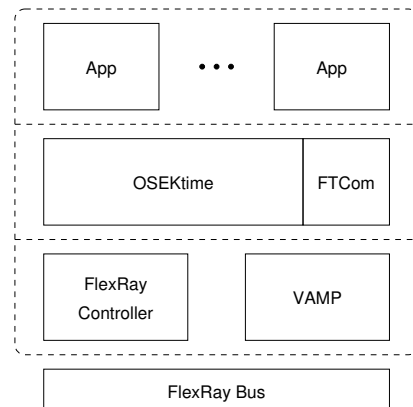 App
• • •
App
OSEKtime
FTCom
FlexRay
Controller
VAMP
FlexRay Bus